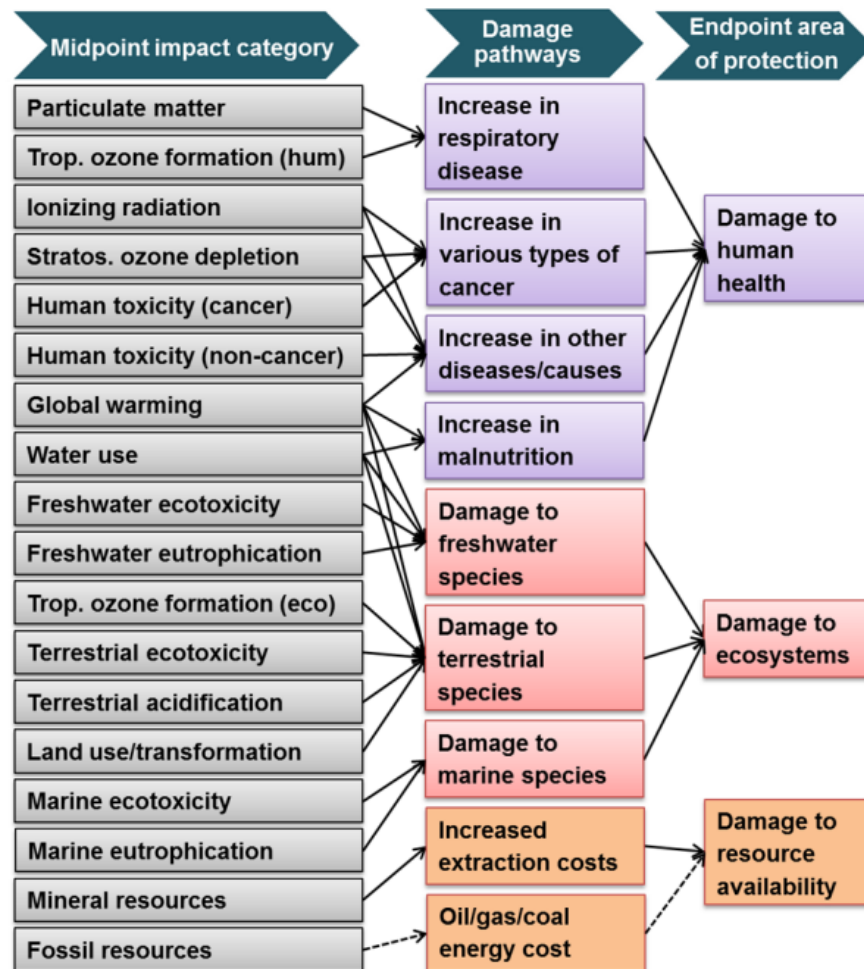 Midpoint impact category
Damage
pathways
Endpoint area
of protection
Particulate matter
Trop. ozone formation (hum)
Ionizing radiation
Stratos. ozone depletion
Human toxicity (cancer)
Human toxicity (non-cancer)
Global warming
Water use
Freshwater ecotoxicity
Freshwater eutrophication
Trop. ozone formation (eco)
Terrestrial ecotoxicity
Terrestrial acidification
Land use/transformation
Marine ecotoxicity
Marine eutrophication
Mineral resources
Fossil resources
Increase in
respiratory
disease
Increase in
various types of
cancer
Increase in other
diseases/causes
Increase in
malnutrition
Damage to
freshwater
species
Damage to
terrestrial
species
Damage to
marine species
Increased
extraction costs
Oil/gas/coal
energy cost
Damage to
human
health
Damage to
ecosystems
Damage to
resource
availability